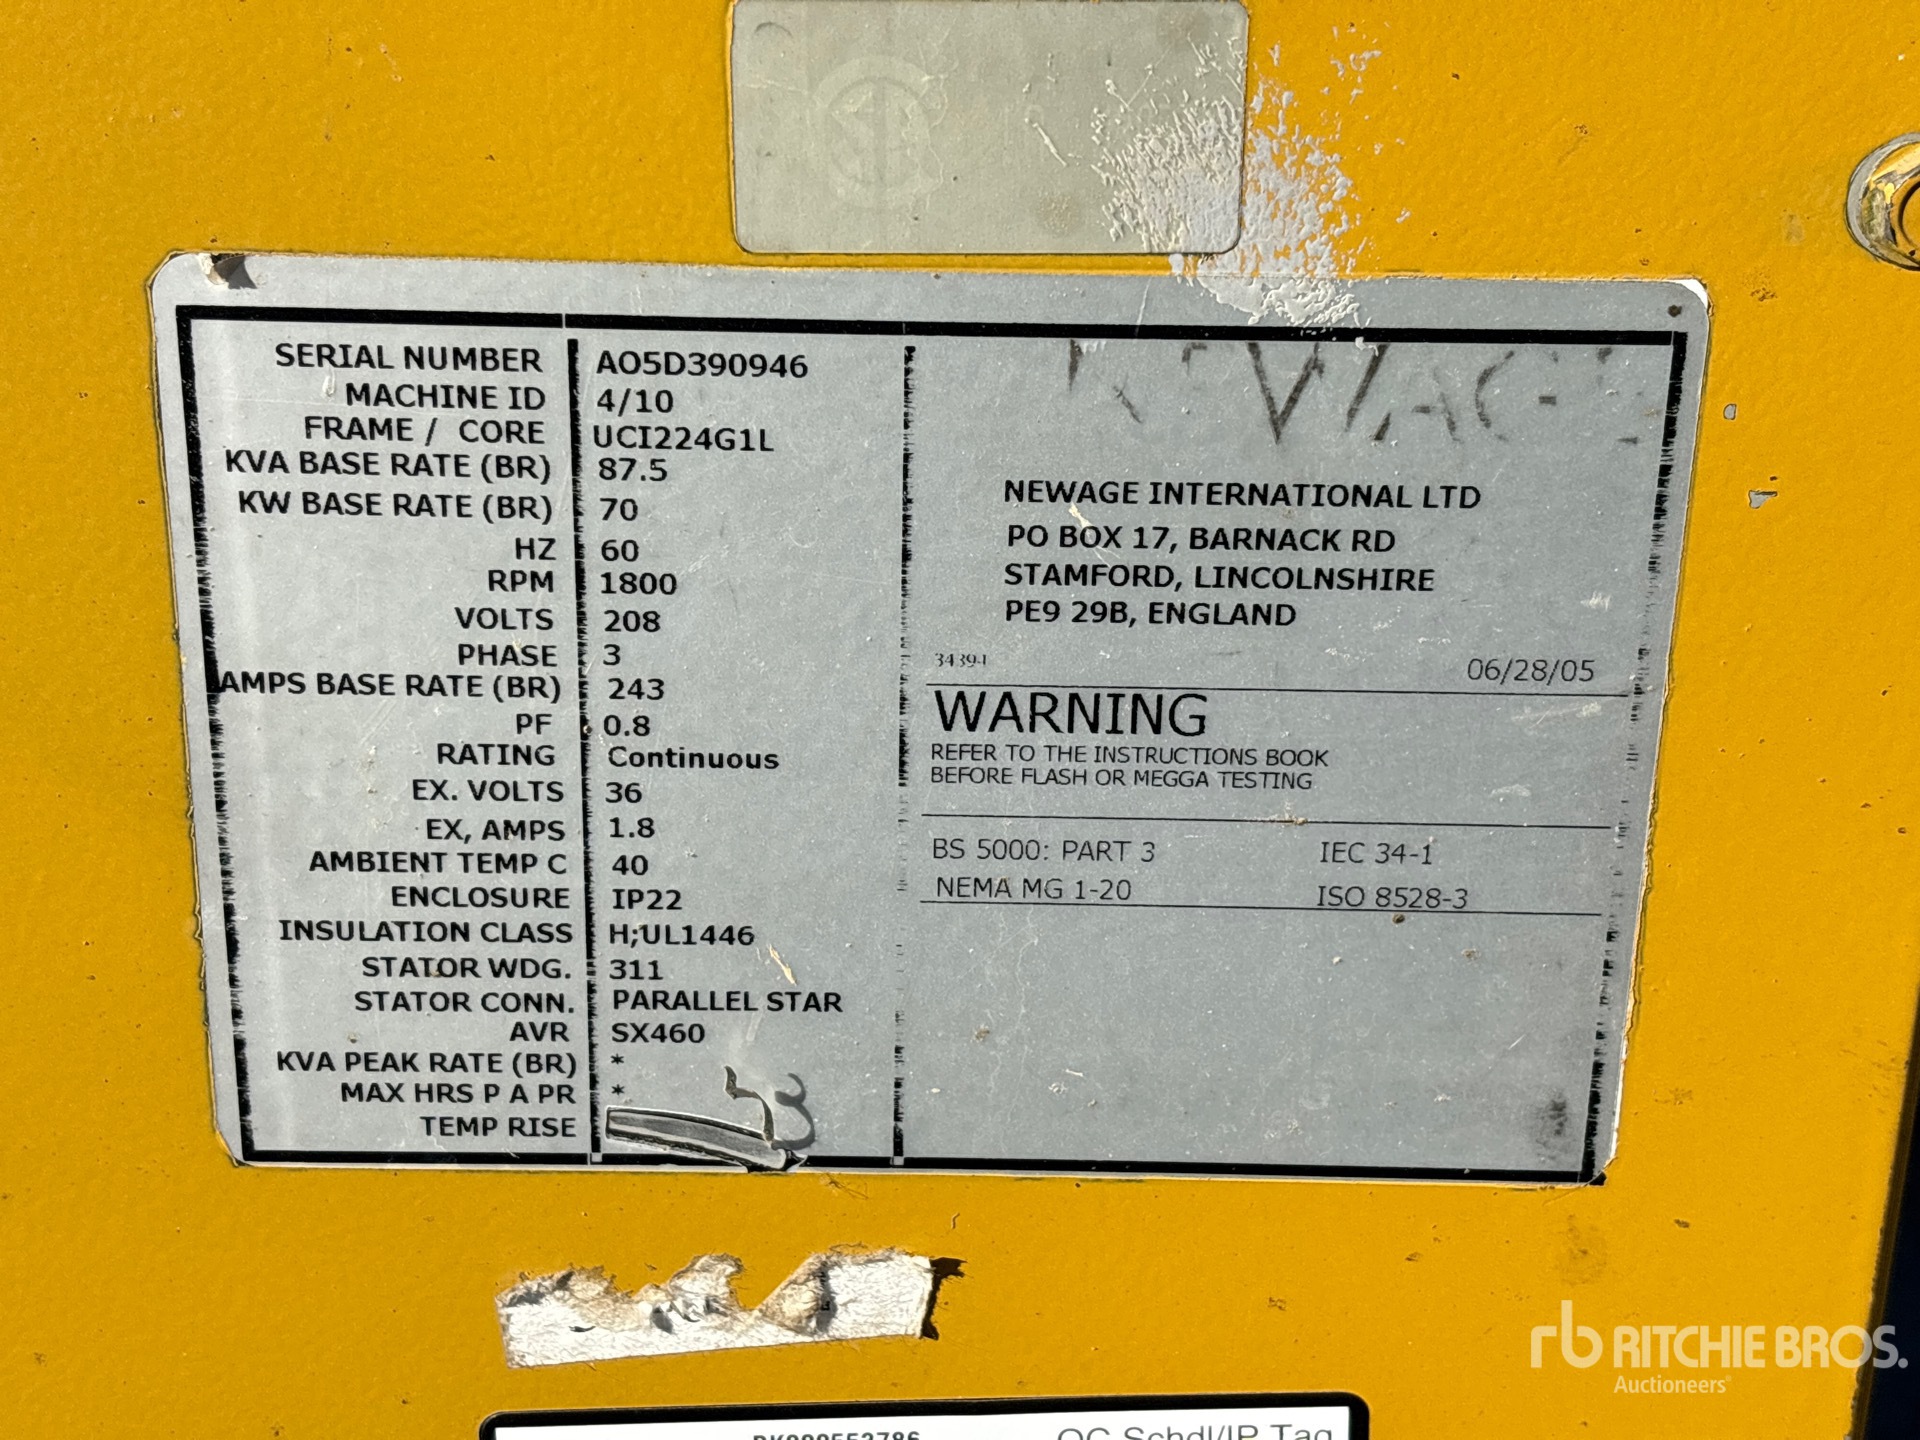 SERIAL NUMBER AO5D390946
MACHINE ID 4/10
FRAME / CORE UCI224G1L
KVA BASE RATE (BR) 87.5
KW BASE RATE (BR) 70
HZ 60
RPM 1800
VOLTS 208
PHASE 3
AMPS BASE RATE (BR) 243
PF 0.8
RATING Continuous
EX. VOLTS 36
EX, AMPS 1.8
AMBIENT TEMP C 40
ENCLOSURE IP22
INSULATION CLASS H;UL1446
STATOR WDG. 311
STATOR CONN. PARALLEL STAR
AVR SX460
KVA PEAK RATE (BR) *
MAX HRS P A PR *
TEMP RISE
NEWAGE INTERNATIONAL LTD
PO BOX 17, BARNACK RD
STAMFORD, LINCOLNSHIRE
PE9 29B, ENGLAND
06/28/05
WARNING
REFER TO THE INSTRUCTIONS BOOK
BEFORE FLASH OR MEGGA TESTING
BS 5000: PART 3 IEC 34-1
NEMA MG 1-20 ISO 8528-3
QC Schdl/IP Tag
rb RITCHIE BROS.
Auctioneers